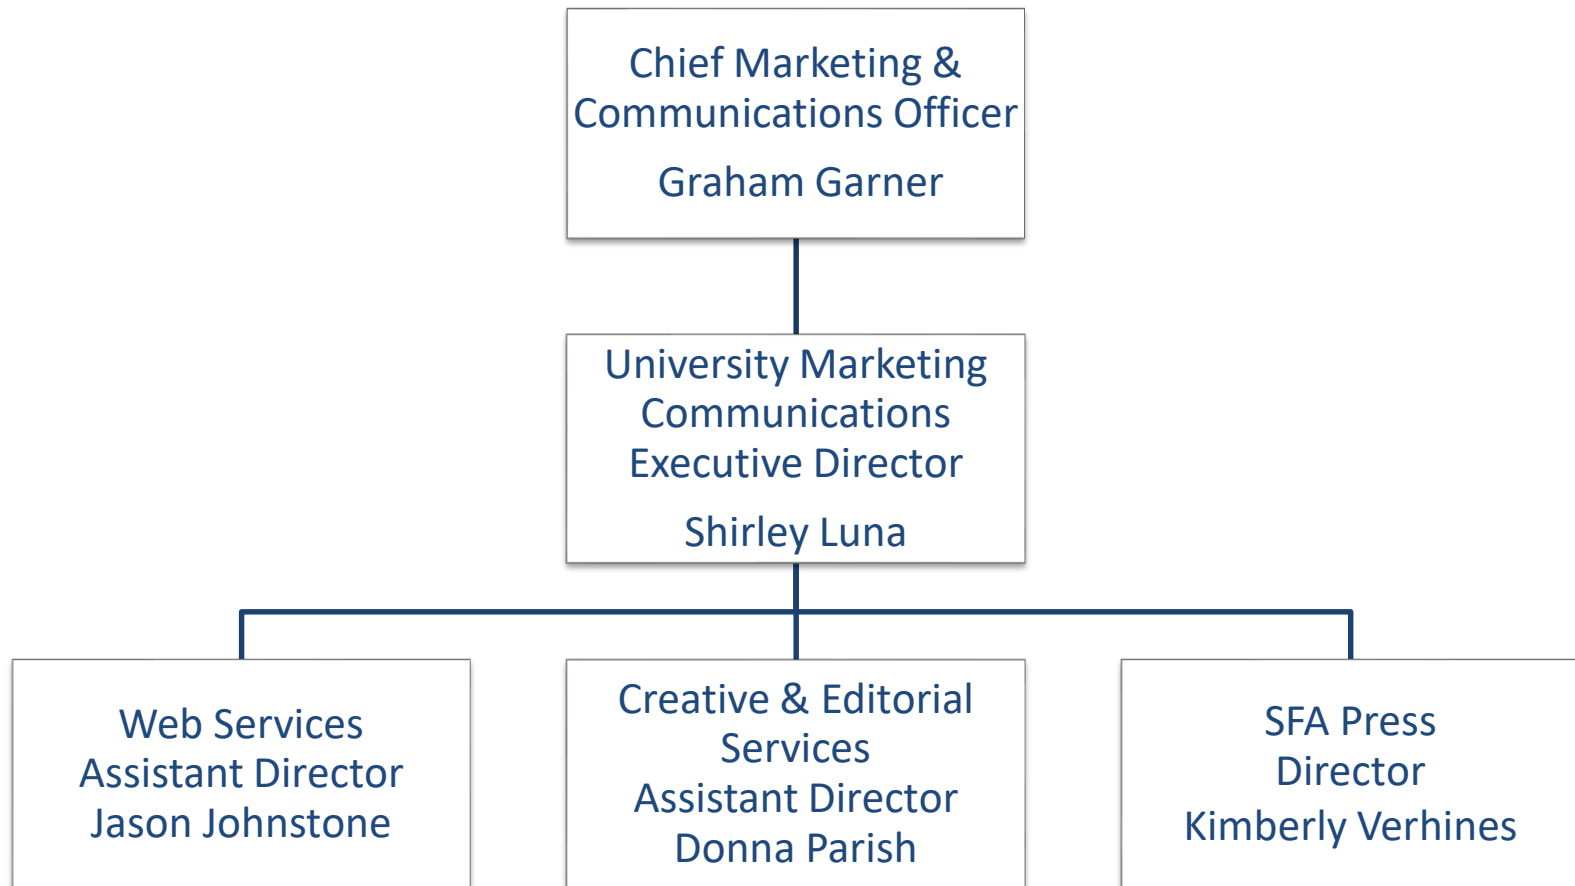 Chief Marketing &
Communications Officer
Graham Garner
University Marketing
Communications
Executive Director
Shirley Luna
Web Services
Assistant Director
Jason Johnstone
Creative & Editorial
Services
Assistant Director
Donna Parish
SFA Press
Director
Kimberly Verhines